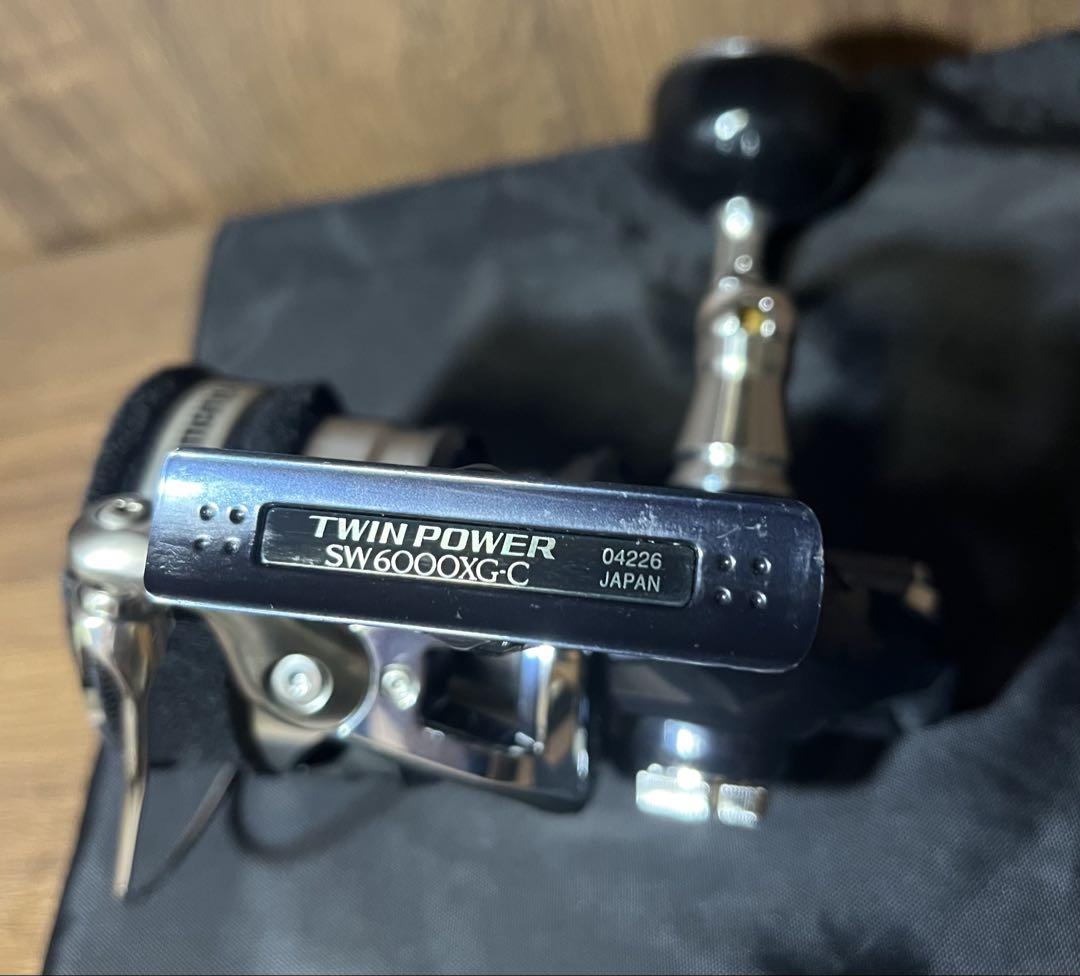 TWIN POWER
SW6000XG-C
04226
JAPAN